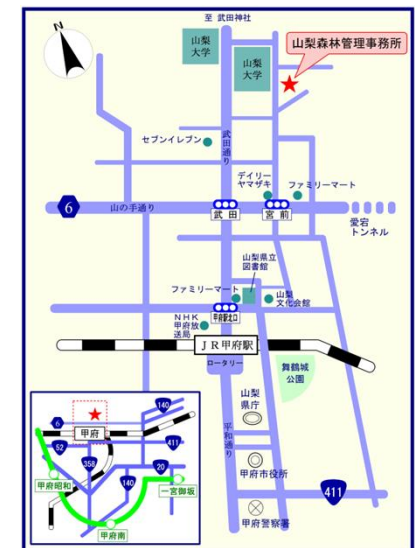 至 武田神社
山梨
大学
山梨
大学
山梨森林管理事務所
N
武田通り
セブンイレブン
デイリー
ヤマザキ
ファミリーマート
6
山の手通り
武田
宮前
愛宕
トンネル
山梨県立
図書館
ファミリーマート
山梨
文化会館
NHK
甲府放
送局
JR甲府駅
ロータリー
舞鶴城
公園
山梨
県庁
平和通り
甲府市役所
甲府警察署
411
140
6
甲府
52
411
358
20
140
甲府昭和
一宮御坂
甲府南